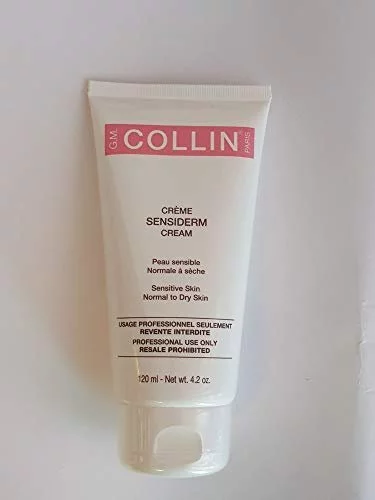 G.M. COLLIN® PARIS
CRÈME
SENSIDERM
CREAM
Peau sensible
Normale à sèche
Sensitive Skin
Normal to Dry Skin
USAGE PROFESSIONNEL SEULEMENT
REVENTE INTERDITE
PROFESSIONAL USE ONLY
RESALE PROHIBITED
120 ml - Net wt. 4.2 oz.